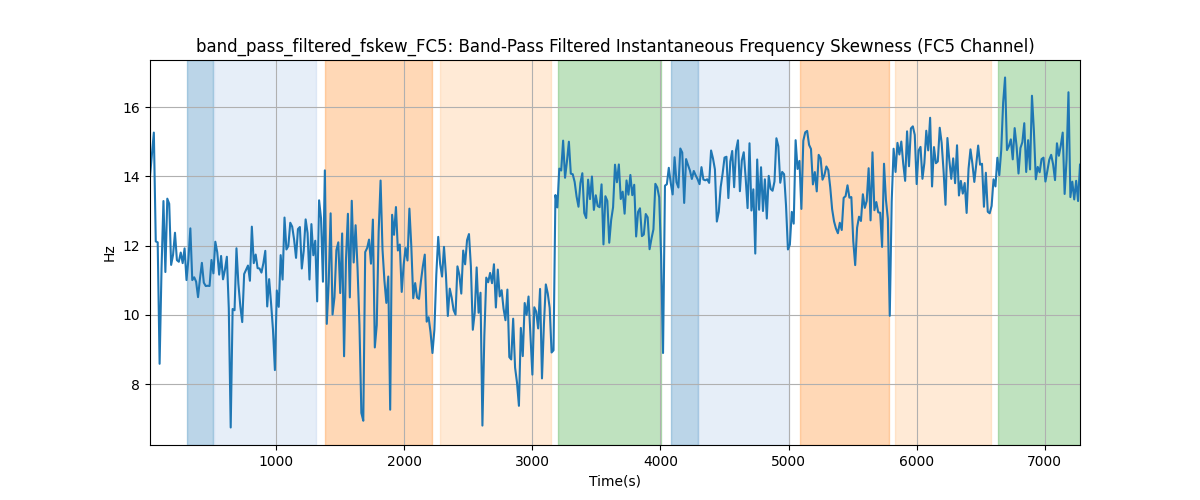 band_pass_filtered_fskew_FC5: Band-Pass Filtered Instantaneous Frequency Skewness (FC5 Channel)
16
14
12
10
8
Hz
1000 2000 3000 4000 5000 6000 7000
Time(s)